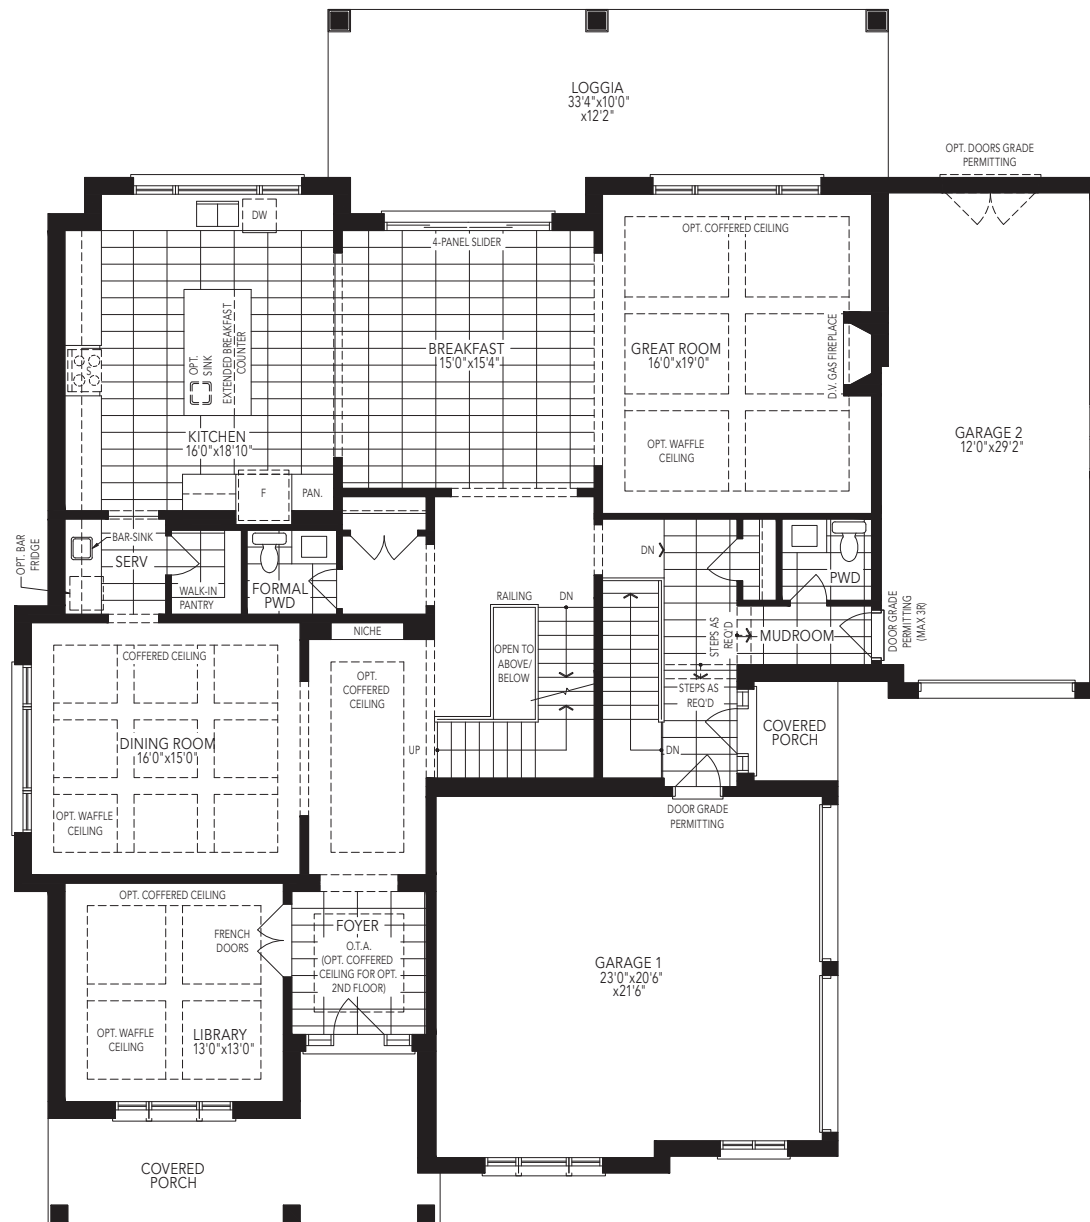 LOGGIA
33'4"x10'0"
x12'2"
OPT. DOORS GRADE
PERMITTING
DW
4-PANEL SLIDER
OPT. COFFERED CEILING
OPT.
SINK
EXTENDED BREAKFAST
COUNTER
S
BREAKFAST
15'0"x15'4"
GREAT ROOM
16'0"x19'0"
D.V. GAS FIREPLACE
KITCHEN
16'0"x18'10"
OPT. WAFFLE
CEILING
GARAGE 2
12'0"x29'2"
F
PAN.
OPT. BAR
FRIDGE
BAR-SINK
SERV
WALK-IN
PANTRY
FORMAL
PWD
DN
PWD
RAILING
DN
NICHE
OPEN TO
ABOVE/
BELOW
STEPS AS
REQ'D
MUDROOM
DOOR GRADE
PERMITTING
(MAX 3R)
COFFERED CEILING
OPT.
COFFERED
CEILING
STEPS AS
REQ'D
COVERED
PORCH
DINING ROOM
16'0"x15'0"
UP
DN
OPT. WAFFLE
CEILING
DOOR GRADE
PERMITTING
OPT. COFFERED CEILING
FRENCH
DOORS
FOYER
O.T.A.
(OPT. COFFERED
CEILING FOR OPT.
2ND FLOOR)
GARAGE 1
23'0"x20'6"
x21'6"
OPT. WAFFLE
CEILING
LIBRARY
13'0"x13'0"
COVERED
PORCH